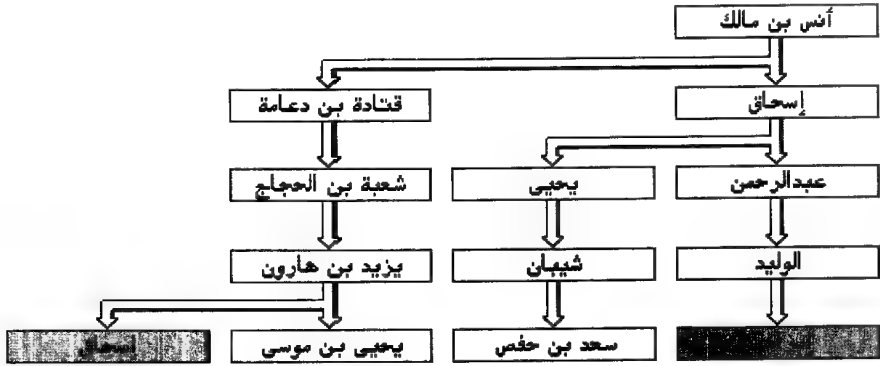 أنس بن مالك
إسحاق
قتادة بن دعامة
عبدالرحمن
يحيى
شعبة بن الحجاج
الوليد
شيبان
يزيد بن هارون
سعد بن حفص
يحيى بن موسى